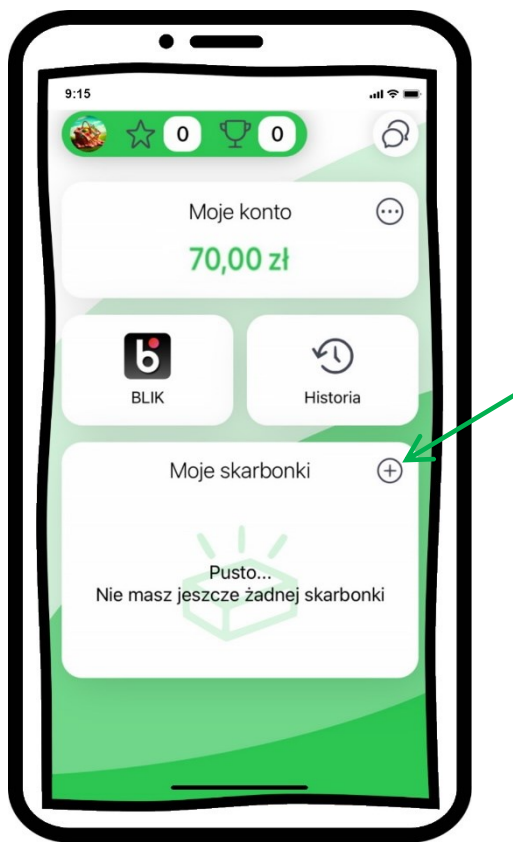 9:15
0 0
Moje konto
70,00 zł
BLIK
Historia
Moje skarbonki
Pusto...
Nie masz jeszcze żadnej skarbonki